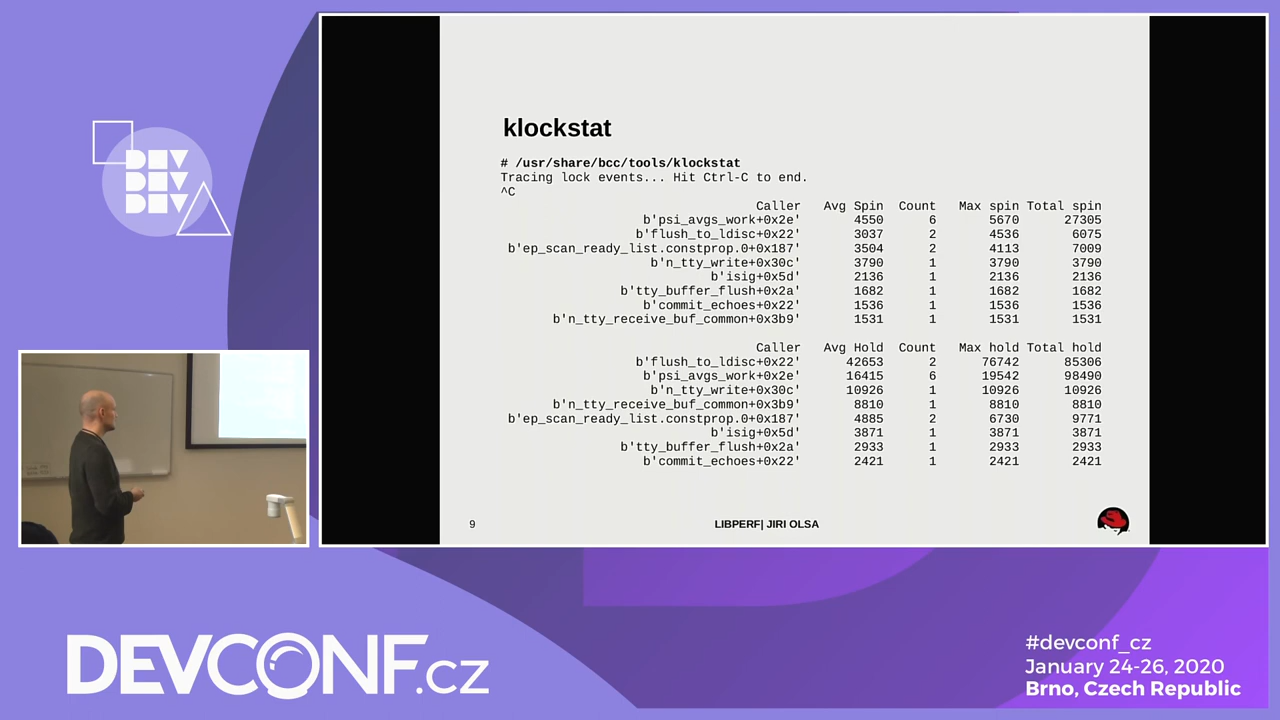 DEV
DEV
DEV
klockstat
# /usr/share/bcc/tools/klockstat
Tracing lock events... Hit Ctrl-C to end.
^C
Caller Avg Spin Count Max spin Total spin
b'psi_avgs_work+0x2e' 4550 6 5670 27305
b'flush_to_ldisc+0x22' 3037 2 4536 6075
b'ep_scan_ready_list.constprop.0+0x187' 3504 2 4113 7009
b'n_tty_write+0x30c' 3790 1 3790 3790
b'isig+0x5d' 2136 1 2136 2136
b'tty_buffer_flush+0x2a' 1682 1 1682 1682
b'commit_echoes+0x22' 1536 1 1536 1536
b'n_tty_receive_buf_common+0x3b9' 1531 1 1531 1531
Caller Avg Hold Count Max hold Total hold
b'flush_to_ldisc+0x22' 42653 2 76742 85306
b'psi_avgs_work+0x2e' 16415 6 19542 98490
b'n_tty_write+0x30c' 10926 1 10926 10926
b'n_tty_receive_buf_common+0x3b9' 8810 1 8810 8810
b'ep_scan_ready_list.constprop.0+0x187' 4885 2 6730 9771
b'isig+0x5d' 3871 1 3871 3871
b'tty_buffer_flush+0x2a' 2933 1 2933 2933
b'commit_echoes+0x22' 2421 1 2421 2421
9 LIBPERF| JIRI OLSA
DEVCONF.cz
#devconf_cz
January 24-26, 2020
Brno, Czech Republic